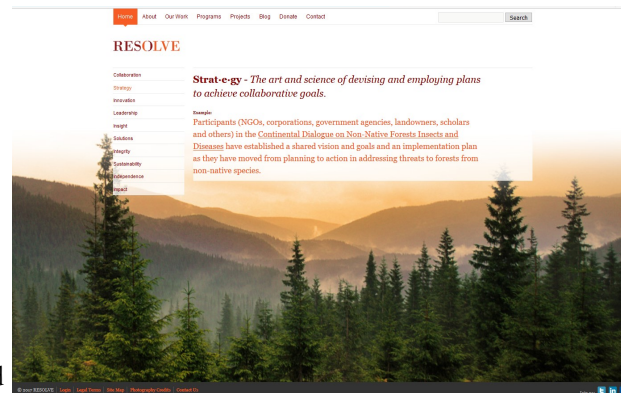 Home About Our Work Programs Projects Blog Donate Contact Search
RESOLVE
Collaboration
Strategy
Innovation
Leadership
Insight
Solutions
Integrity
Sustainability
Independence
Impact
Strat·e·gy - The art and science of devising and employing plans
to achieve collaborative goals.
Example:
Participants (NGOs, corporations, government agencies, landowners, scholars
and others) in the Continental Dialogue on Non-Native Forests Insects and
Diseases have established a shared vision and goals and an implementation plan
as they have moved from planning to action in addressing threats to forests from
non-native species.
RESOLVE Login Legal Terms Site Map Photography Credits Contact Us
in